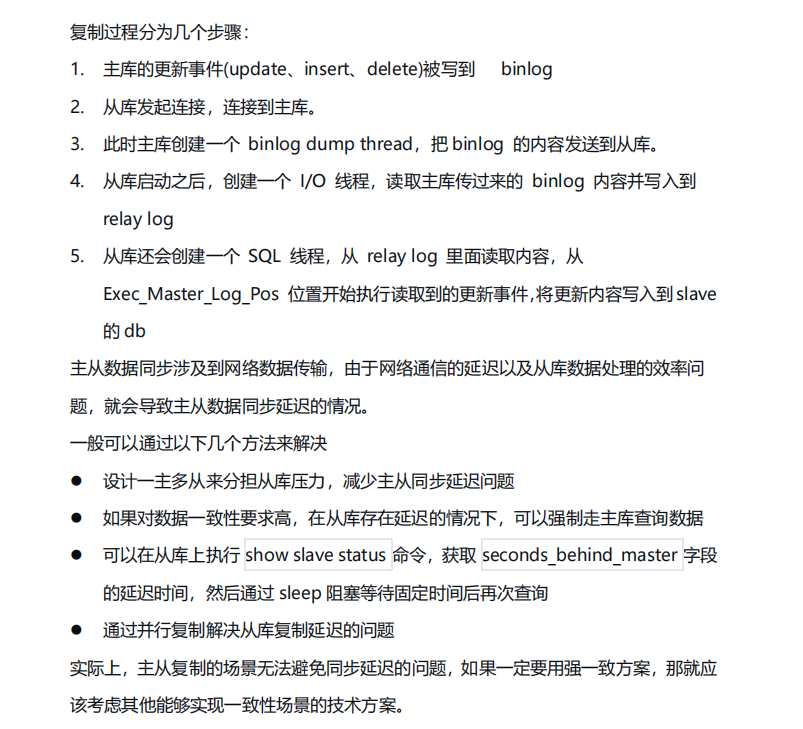 复制过程分为几个步骤：
1. 主库的更新事件(update、insert、delete)被写到 binlog
2. 从库发起连接，连接到主库。
3. 此时主库创建一个 binlog dump thread，把 binlog 的内容发送到从库。
4. 从库启动之后，创建一个 I/O 线程，读取主库传过来的 binlog 内容并写入到
relay log
5. 从库还会创建一个 SQL 线程，从 relay log 里面读取内容，从
Exec_Master_Log_Pos 位置开始执行读取到的更新事件,将更新内容写入到 slave
的 db
主从数据同步涉及到网络数据传输，由于网络通信的延迟以及从库数据处理的效率问
题，就会导致主从数据同步延迟的情况。
一般可以通过以下几个方法来解决
● 设计一主多从来分担从库压力，减少主从同步延迟问题
● 如果对数据一致性要求高，在从库存在延迟的情况下，可以强制走主库查询数据
● 可以在从库上执行 show slave status 命令，获取 seconds_behind_master 字段
的延迟时间，然后通过 sleep 阻塞等待固定时间后再次查询
● 通过并行复制解决从库复制延迟的问题
实际上，主从复制的场景无法避免同步延迟的问题，如果一定要用强一致方案，那就应
该考虑其他能够实现一致性场景的技术方案。